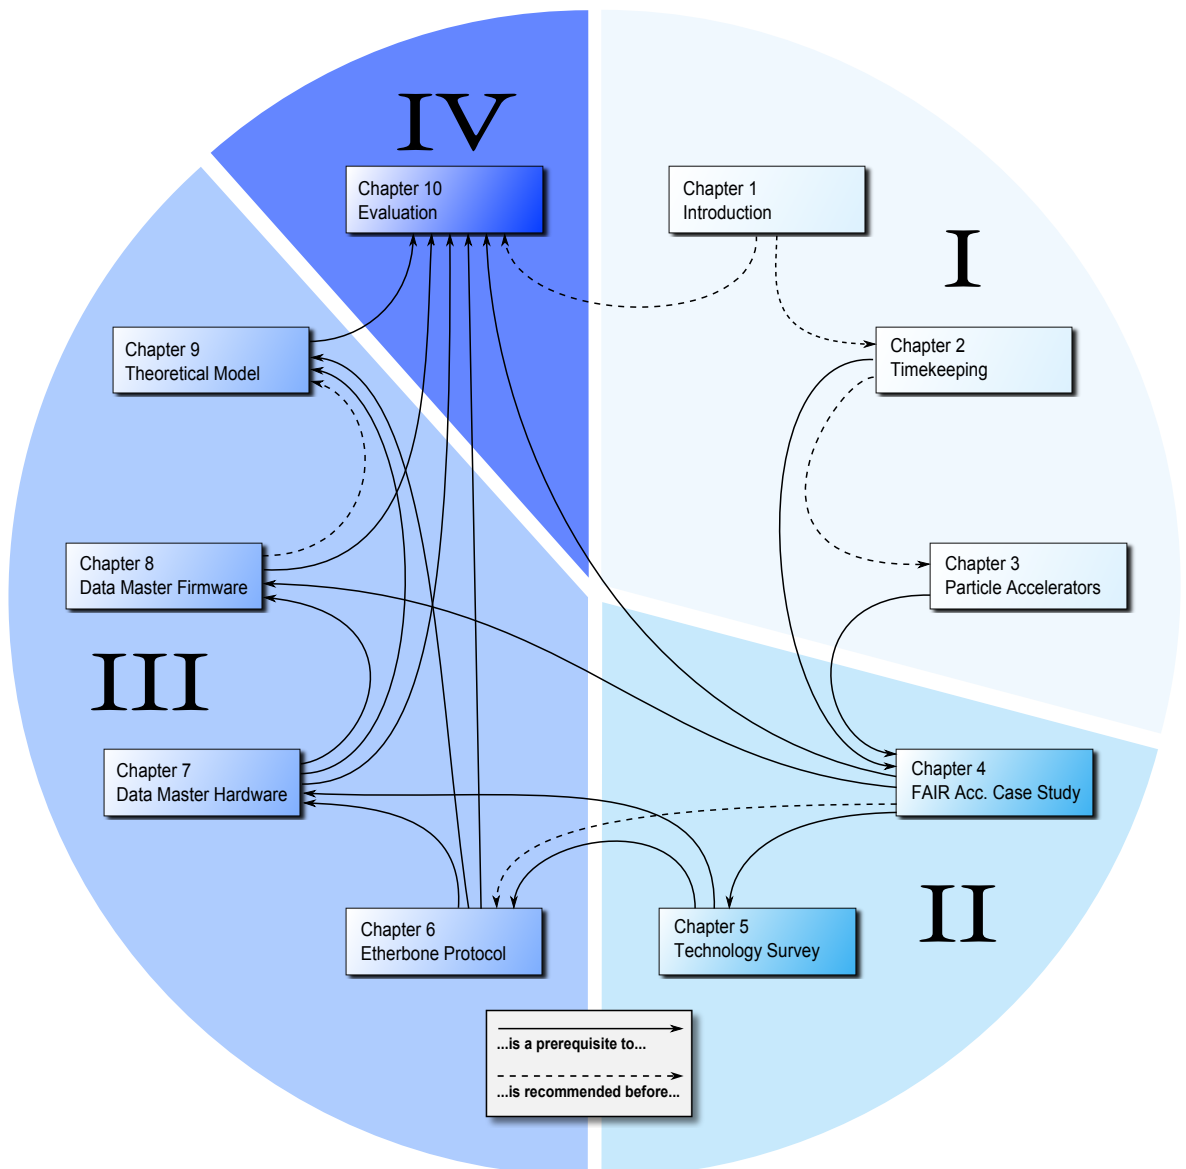 IV
Chapter 10
Evaluation
Chapter 1
Introduction
I
Chapter 9
Theoretical Model
Chapter 2
Timekeeping
Chapter 8
Data Master Firmware
Chapter 3
Particle Accelerators
III
Chapter 7
Data Master Hardware
Chapter 4
FAIR Acc. Case Study
II
Chapter 6
Etherbone Protocol
Chapter 5
Technology Survey
...is a prerequisite to...
...is recommended before...